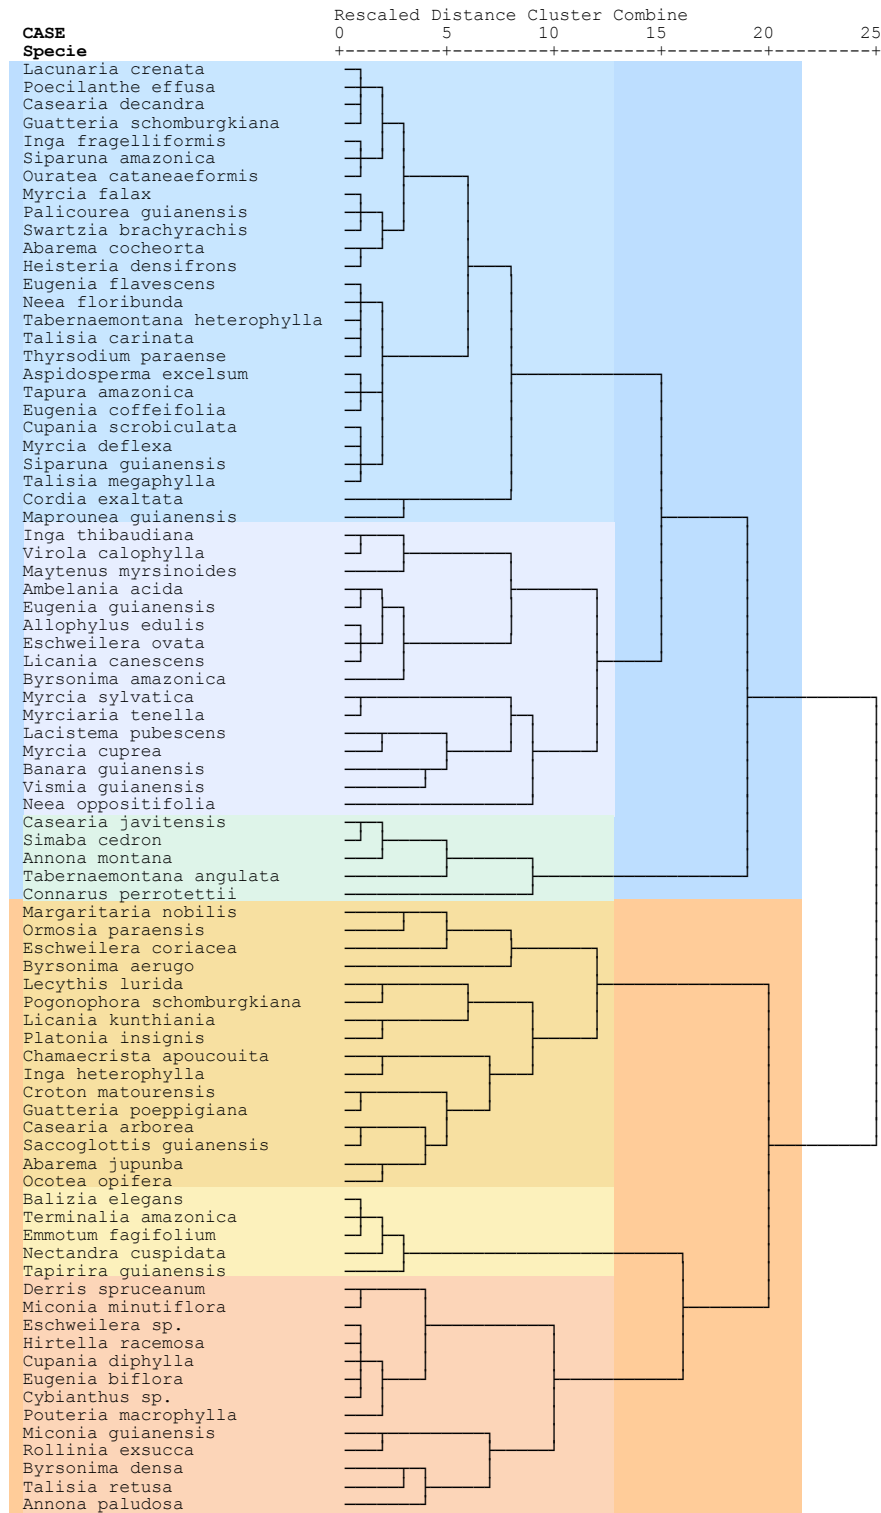 Rescaled Distance Cluster Combine
CASE 0 5 10 15 20 25
Specie +---------+---------+---------+---------+---------+
Lacunaria crenata
Poecilanthe effusa
Casearia decandra
Guatteria schomburgkiana
Inga fragelliformis
Siparuna amazonica
Ouratea cataneaeformis
Myrcia falax
Palicourea guianensis
Swartzia brachyrachis
Abarema cocheorta
Heisteria densifrons
Eugenia flavescens
Neea floribunda
Tabernaemontana heterophylla
Talisia carinata
Thyrsodium paraense
Aspidosperma excelsum
Tapura amazonica
Eugenia coffeifolia
Cupania scrobiculata
Myrcia deflexa
Siparuna guianensis
Talisia megaphylla
Cordia exaltata
Maprounea guianensis
Inga thibaudiana
Virola calophylla
Maytenus myrsinoides
Ambelania acida
Eugenia guianensis
Allophylus edulis
Eschweilera ovata
Licania canescens
Byrsonima amazonica
Myrcia sylvatica
Myrciaria tenella
Lacistema pubescens
Myrcia cuprea
Banara guianensis
Vismia guianensis
Neea oppositifolia
Casearia javitensis
Simaba cedron
Annona montana
Tabernaemontana angulata
Connarus perrotettii
Margaritaria nobilis
Ormosia paraensis
Eschweilera coriacea
Byrsonima aerugo
Lecythis lurida
Pogonophora schomburgkiana
Licania kunthiania
Platonia insignis
Chamaecrista apoucouita
Inga heterophylla
Croton matourensis
Guatteria poeppigiana
Casearia arborea
Saccoglottis guianensis
Abarema jupunba
Ocotea opifera
Balizia elegans
Terminalia amazonica
Emmotum fagifolium
Nectandra cuspidata
Tapirira guianensis
Derris spruceanum
Miconia minutiflora
Eschweilera sp.
Hirtella racemosa
Cupania diphylla
Eugenia biflora
Cybianthus sp.
Pouteria macrophylla
Miconia guianensis
Rollinia exsucca
Byrsonima densa
Talisia retusa
Annona paludosa